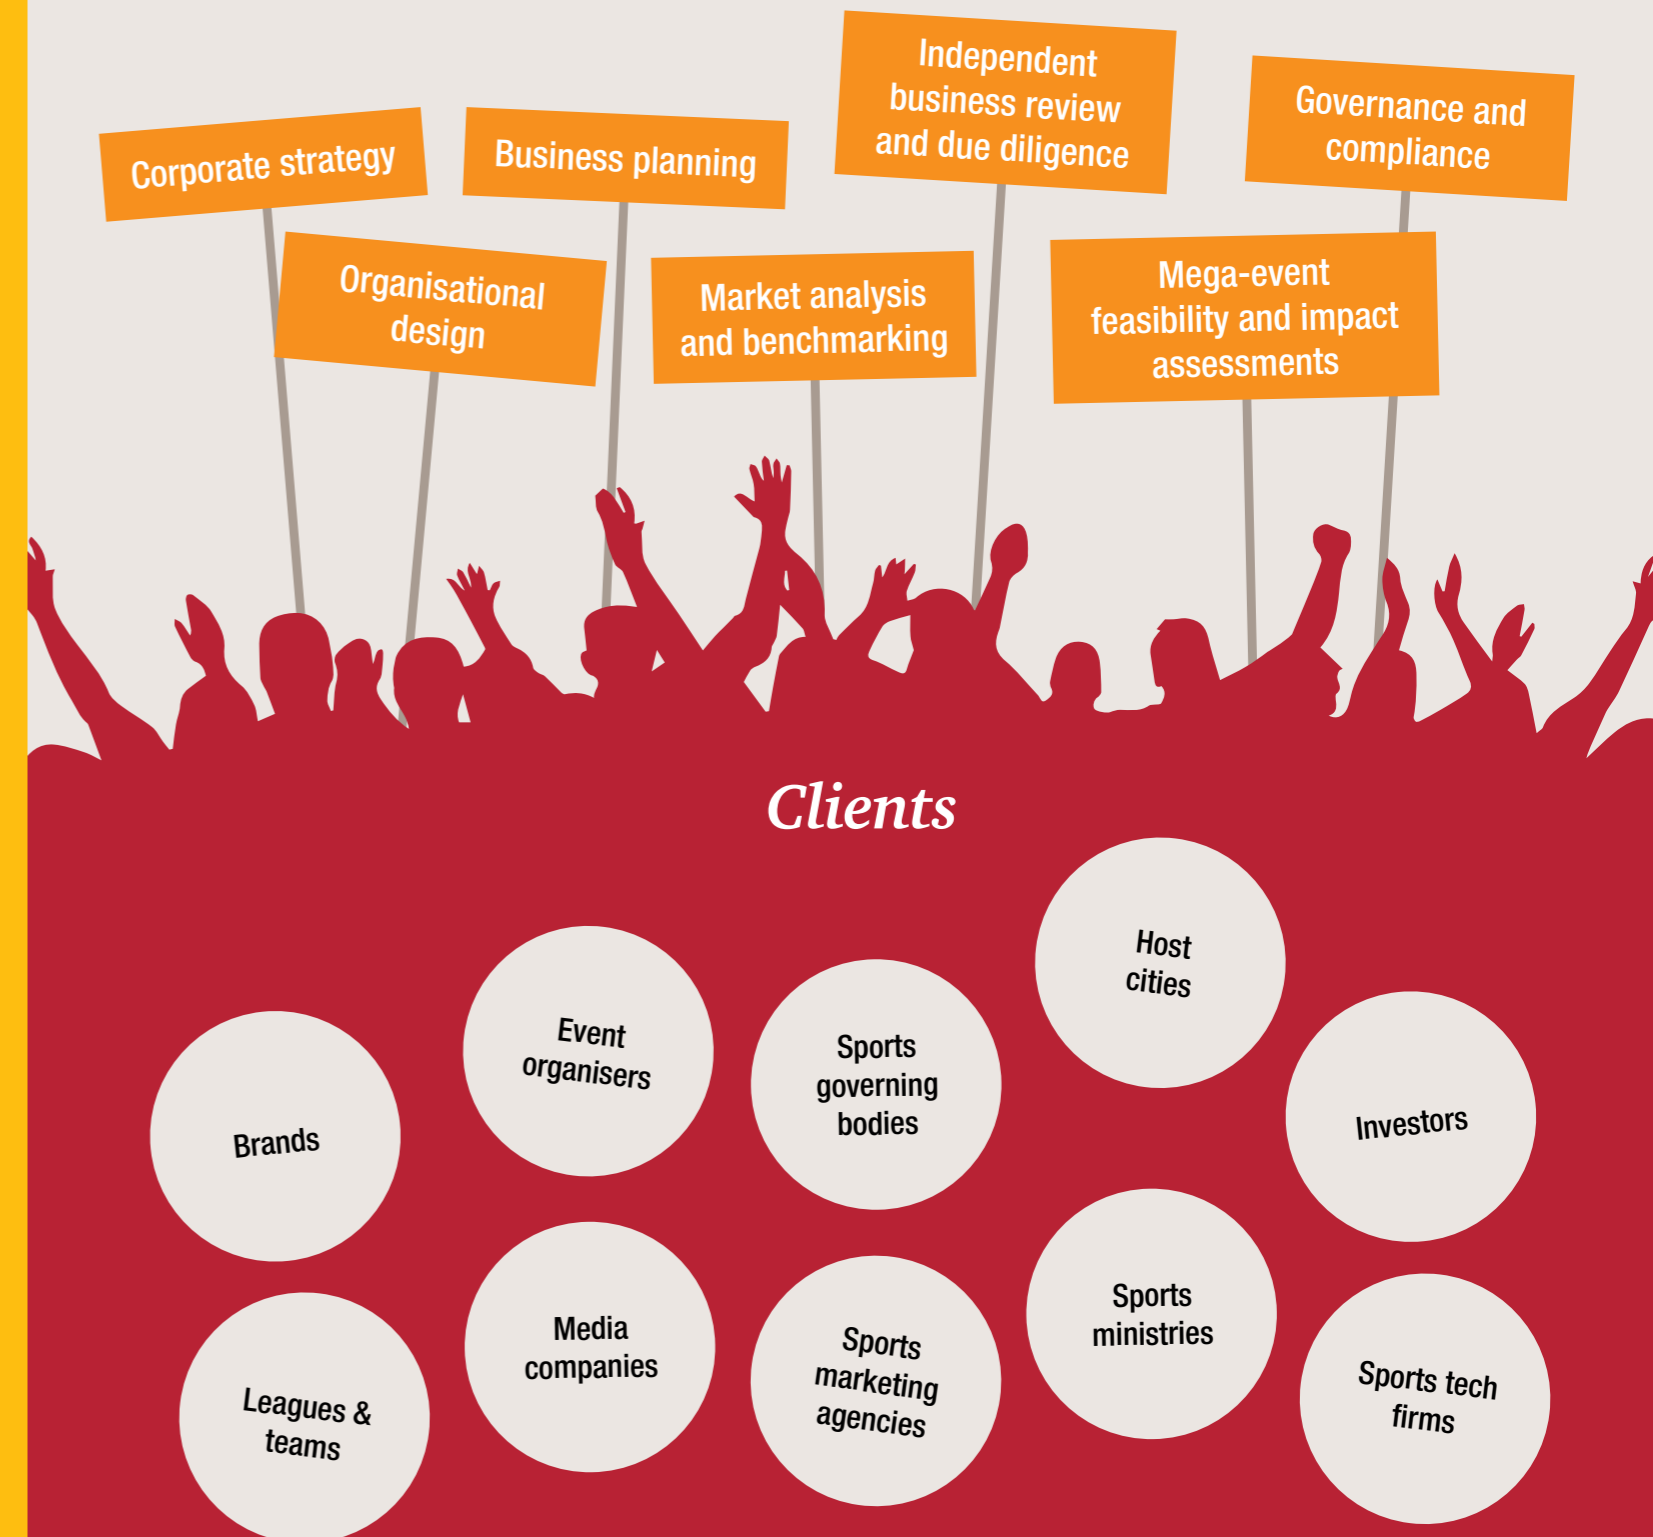 Corporate strategy
Business planning
Independent
business review
and due diligence
Governance and
compliance
Organisational
design
Market analysis
and benchmarking
Mega-event
feasibility and impact
assessments
Clients
Brands
Event
organisers
Sports
governing
bodies
Host
cities
Investors
Leagues &
teams
Media
companies
Sports
marketing
agencies
Sports
ministries
Sports tech
firms